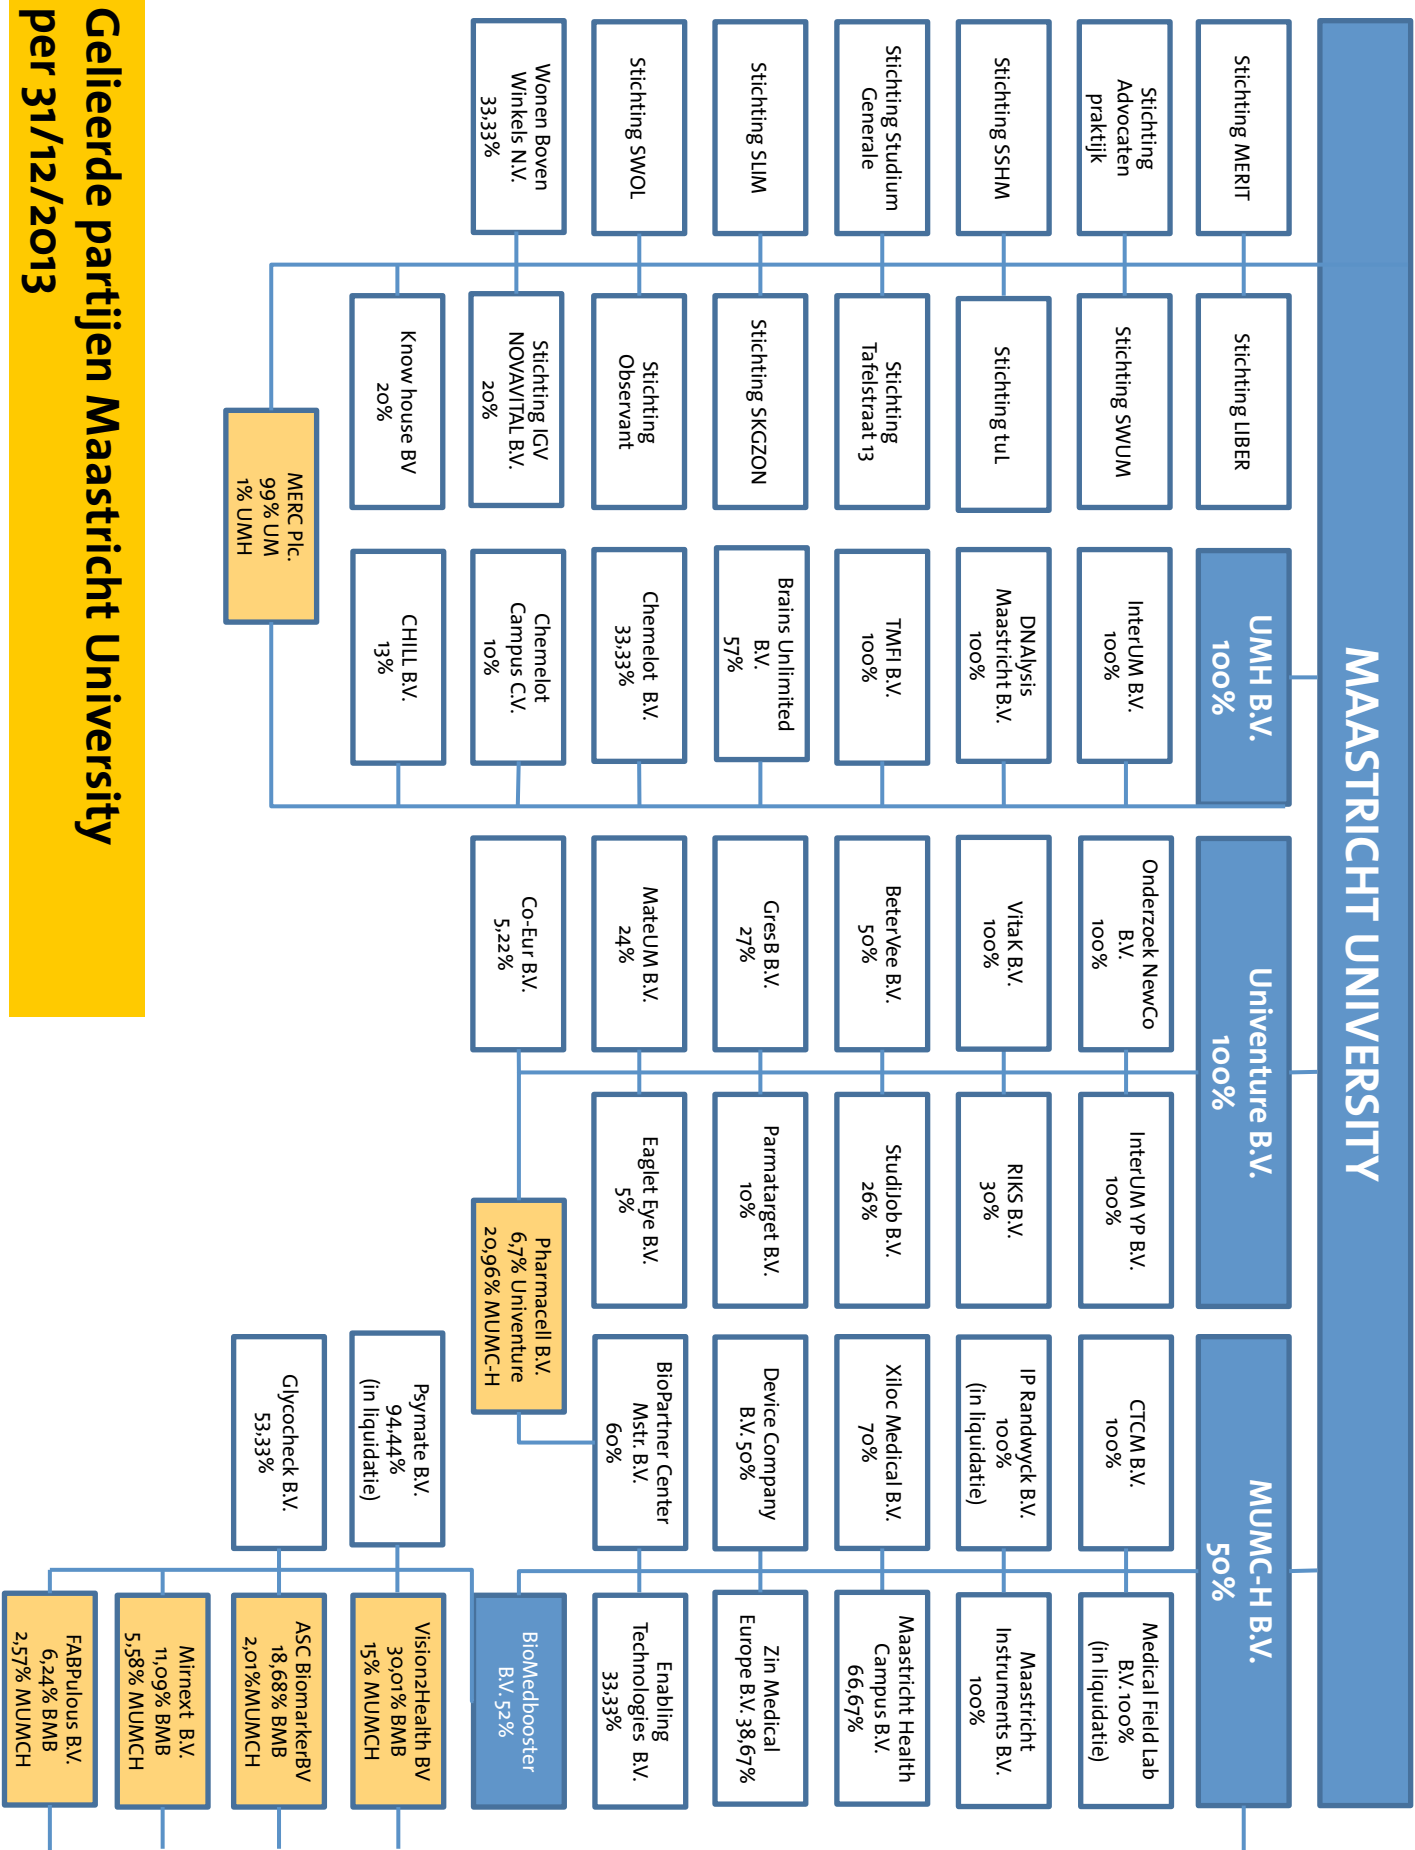 MAASTRICHT UNIVERSITY
Stichting MERIT
Stichting LIBER
UMH B.V.
100%
Univenture B.V.
100%
MUMC-H B.V.
50%
Stichting
Advocaten
praktijk
Stichting SWUM
InterUM B.V.
100%
Onderzoek NewCo
B.V.
100%
InterUM YP B.V.
100%
CTCM B.V.
100%
Medical Field Lab
B.V. 100%
(in liquidatie)
Stichting SSHM
Stichting tuL
DNAlysis
Maastricht B.V.
100%
VitaK B.V.
100%
RIKS B.V.
30%
IP Randwyck B.V.
100%
(in liquidatie)
Maastricht
Instruments B.V.
100%
Stichting Studium
Generale
Stichting
Tafelstraat 13
TMFI B.V.
100%
BeterVee B.V.
50%
StudiJob B.V.
26%
Xiloc Medical B.V.
70%
Maastricht Health
Campus B.V.
66,67%
Stichting SLIM
Stichting SKGZON
Brains Unlimited
B.V.
57%
GresB B.V.
27%
Parmatarget B.V.
10%
Device Company
B.V. 50%
Zin Medical
Europe B.V. 38,67%
Stichting SWOL
Stichting
Observant
Chemelot B.V.
33,33%
MateUM B.V.
24%
Eaglet Eye B.V.
5%
BioPartner Center
Mstr. B.V.
60%
Enabling
Technologies B.V.
33,33%
Wonen Boven
Winkels N.V.
33,33%
Stichting IGV
NOVAVITAL B.V.
20%
Chemelot
Campus C.V.
10%
Co-Eur B.V.
5,22%
Pharmacell B.V.
6,7% Univenture
20,96% MUMC-H
BioMedbooster
B.V. 52%
Know house BV
20%
CHILL B.V.
13%
Psymate B.V.
94,44%
(in liquidatie)
Vision2Health BV
30,01% BMB
15% MUMCH
MERC Plc.
99% UM
1% UMH
Glycocheck B.V.
53,33%
ASC BiomarkerBV
18,68% BMB
2,01%MUMCH
Mirnext B.V.
11,09% BMB
5,58% MUMCH
FABPulous B.V.
6,24% BMB
2,57% MUMCH
Gelieerde partijen Maastricht University
per 31/12/2013